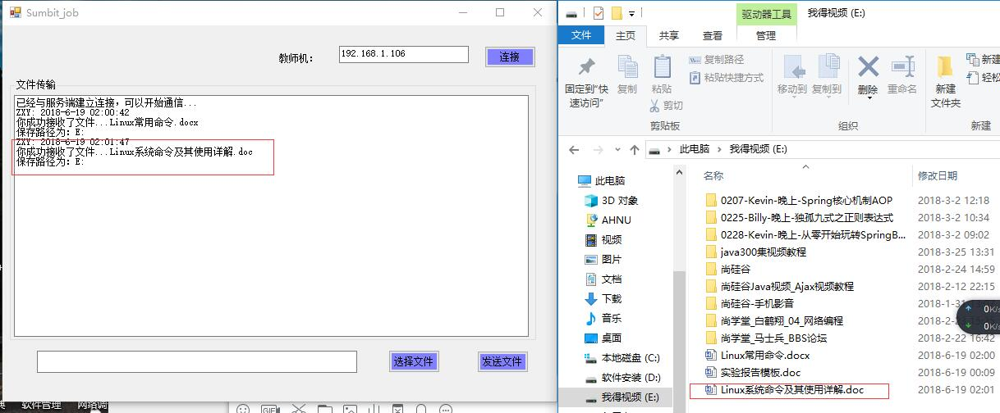 Sumbit_job
教师机：
192.168.1.106
连接
文件传输
已经与服务端建立连接，可以开始通信...
ZXY: 2018-6-19 02:00:42
你成功接收了文件...Linux常用命令.docx
保存路径为：E:
ZXY: 2018-6-19 02:01:47
你成功接收了文件...Linux系统命令及其使用详解.doc
保存路径为：E:
选择文件
发送文件
软件管理 网络调
GIF
驱动器工具
我得视频 (E:)
文件 主页 共享 查看 管理
固定到“快速访问”
复制
粘贴
复制路径
粘贴快捷方式
剪切
剪贴板
移动到 复制到 删除 重命名
组织
新建
文件夹
新建
轻松
新建
此电脑 我得视频 (E:)
此电脑
3D 对象
AHNU
视频
图片
文档
下载
音乐
桌面
本地磁盘 (C:)
软件安装 (D:)
我得视频 (E:)
名称 修改日期
0207-Kevin-晚上-Spring核心机制AOP 2018-3-2 12:18
0225-Billy-晚上-独孤九式之正则表达式 2018-3-2 10:34
0228-Kevin-晚上-从零开始玩转SpringB... 2018-3-2 09:02
java300集视频教程 2018-3-25 13:31
尚硅谷 2018-2-24 14:59
尚硅谷Java视频_Ajax视频教程 2018-2-12 22:15
尚硅谷-手机影音 2018-1-31
尚学堂_白鹤翔_04_网络编程
尚学堂_马士兵_BBS论坛 2018-2-22 16:42
Linux常用命令.docx 2018-6-19 02:00
实验报告模板.doc 2018-6-19 00:09
Linux系统命令及其使用详解.doc 2018-6-19 02:01
0K/s
0K/s